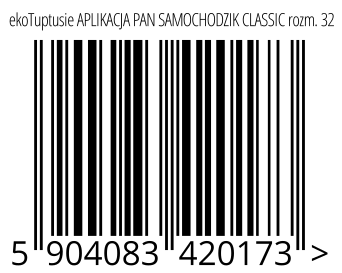 ekoTuptusie APLIKACJA PAN SAMOCHODZIK CLASSIC rozm. 32
5 904083 420173 >